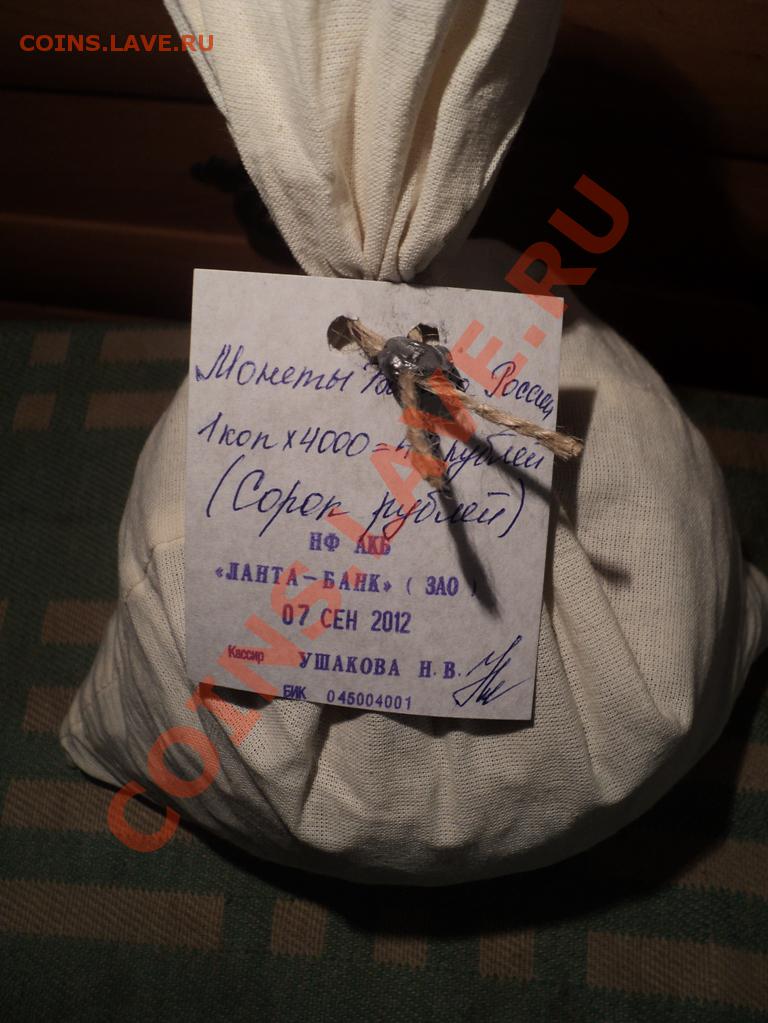 COINS.LAVE.RU
Монеты России
1коп х 4000 = рублей
(Сорок рублей)
НФ АКБ
«ЛАНТА-БАНК» ( ЗАО )
07 СЕН 2012
Кассир УШАКОВА Н.В.
БИК 045004001
COINS.LAVE.RU